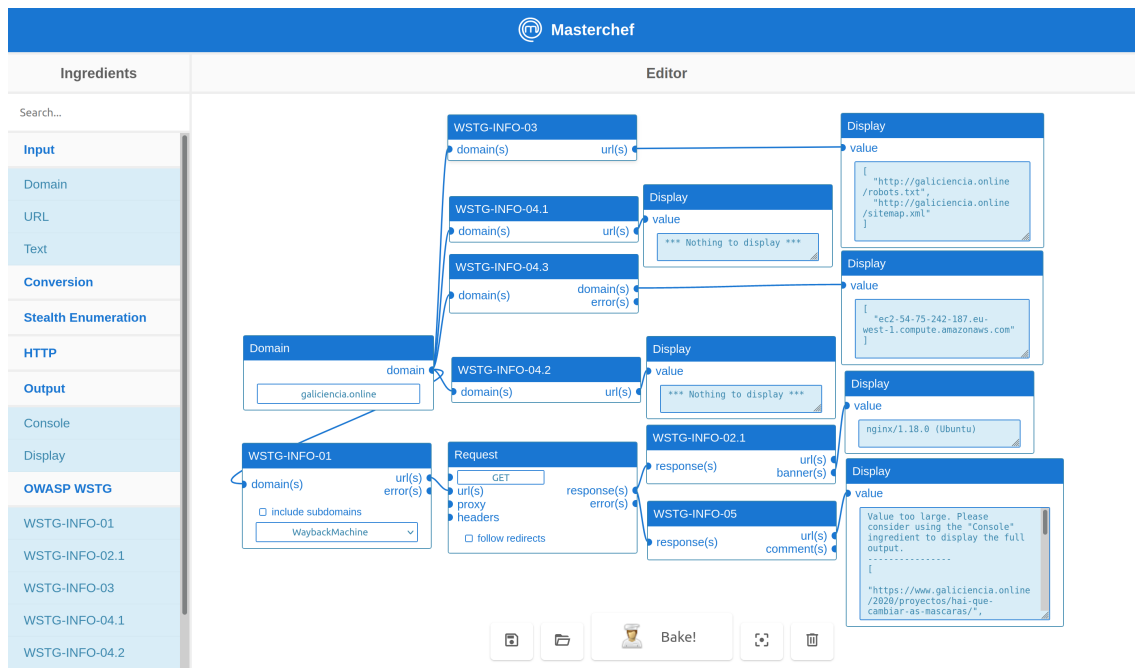 Masterchef
Ingredients
Editor
Search...
Input
Domain
URL
Text
Conversion
Stealth Enumeration
HTTP
Output
Console
Display
OWASP WSTG
WSTG-INFO-01
WSTG-INFO-02.1
WSTG-INFO-03
WSTG-INFO-04.1
WSTG-INFO-04.2
WSTG-INFO-03
domain(s) url(s)
Display
value
[
"http://galiciencia.online
/robots.txt",
"http://galiciencia.online
/sitemap.xml"
]
WSTG-INFO-04.1
domain(s) url(s)
Display
value
*** Nothing to display ***
WSTG-INFO-04.3
domain(s)
domain(s)
error(s)
Display
value
[
"ec2-54-75-242-187.eu-
west-1.compute.amazonaws.com"
]
Domain
domain
galiciencia.online
WSTG-INFO-04.2
domain(s) url(s)
Display
value
*** Nothing to display ***
Display
value
nginx/1.18.0 (Ubuntu)
WSTG-INFO-01
domain(s)
url(s)
error(s)
include subdomains
WaybackMachine
Request
GET
url(s)
proxy
headers
response(s)
error(s)
follow redirects
WSTG-INFO-02.1
response(s)
url(s)
banner(s)
WSTG-INFO-05
response(s)
url(s)
comment(s)
Display
value
Value too large. Please
consider using the "Console"
ingredient to display the full
output.
----------------
[
"https://www.galiciencia.online
/2020/proyectos/hai-que-
cambiar-as-mascaras/",
Bake!